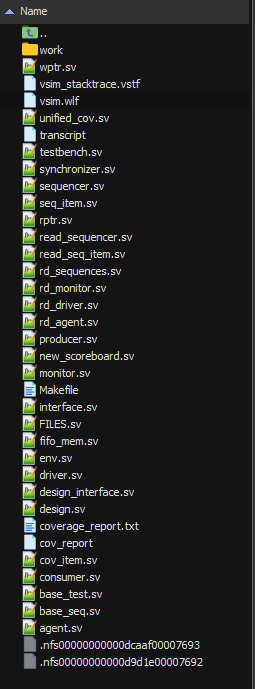 Name
..
work
wptr.sv
vsim_stacktrace.vstf
vsim.wlf
unified_cov.sv
transcript
testbench.sv
synchronizer.sv
sequencer.sv
seq_item.sv
rptr.sv
read_sequencer.sv
read_seq_item.sv
rd_sequences.sv
rd_monitor.sv
rd_driver.sv
rd_agent.sv
producer.sv
new_scoreboard.sv
monitor.sv
Makefile
interface.sv
FILES.sv
fifo_mem.sv
env.sv
driver.sv
design_interface.sv
design.sv
coverage_report.txt
cov_report
cov_item.sv
consumer.sv
base_test.sv
base_seq.sv
agent.sv
.nfs00000000000dcaaf00007693
.nfs00000000000d9d1e00007692